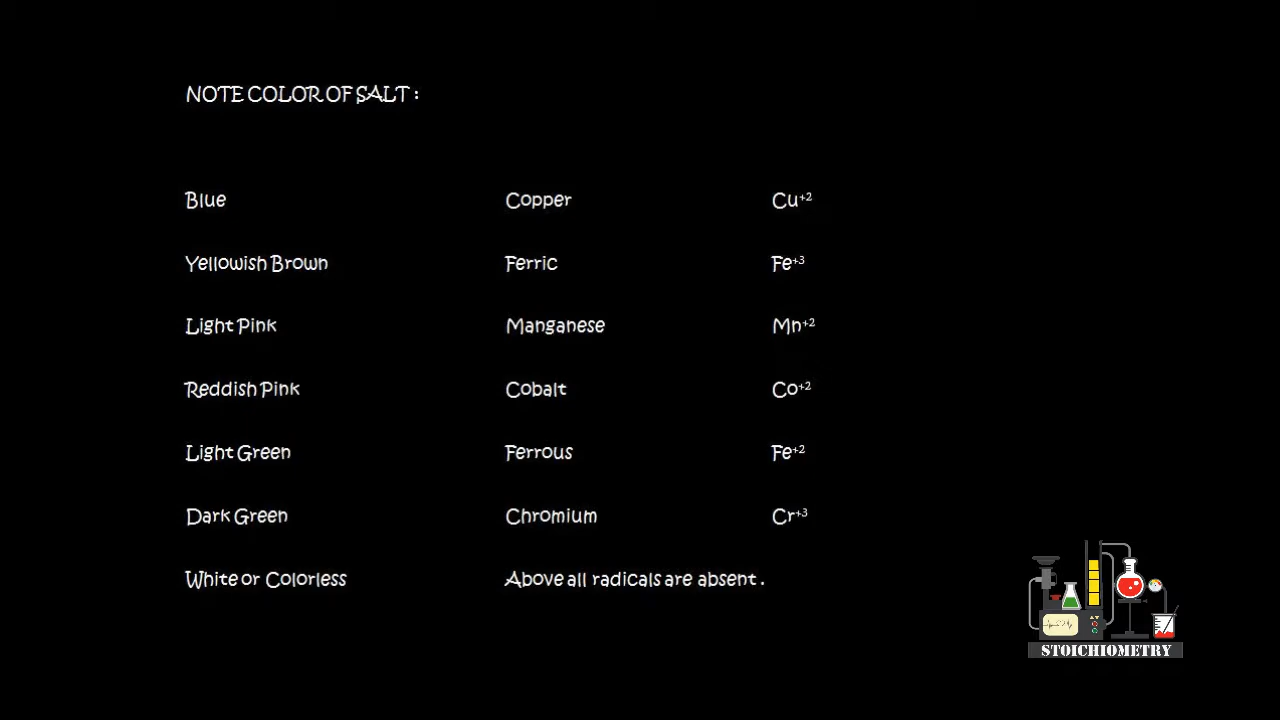 NOTE COLOR OF SALT :
Blue Copper Cu⁺²
Yellowish Brown Ferric Fe⁺³
Light Pink Manganese Mn⁺²
Reddish Pink Cobalt Co⁺²
Light Green Ferrous Fe⁺²
Dark Green Chromium Cr⁺³
White or Colorless Above all radicals are absent .
STOICHIOMETRY